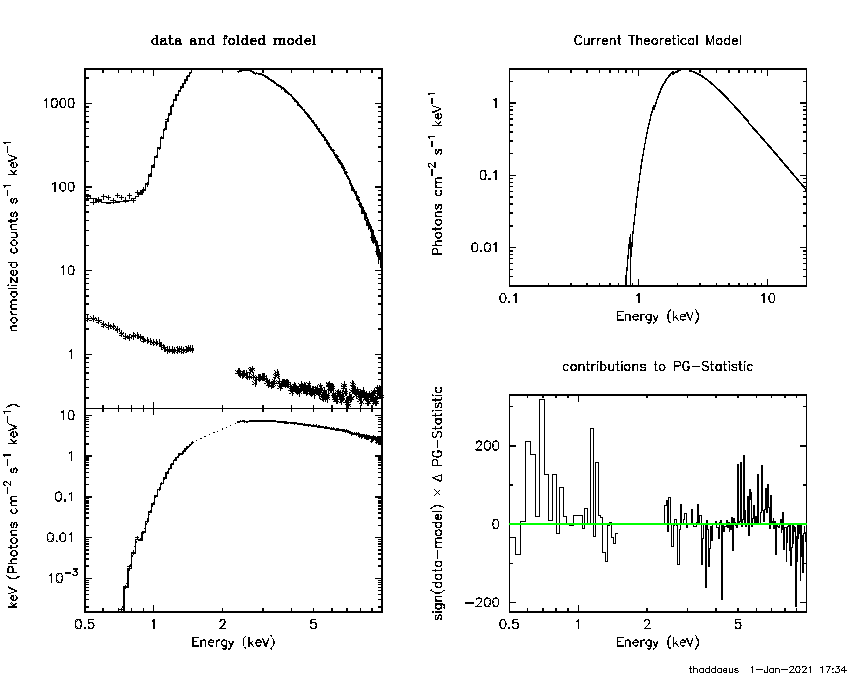 data and folded model
normalized counts s⁻¹ keV⁻¹
1000
100
10
1
keV (Photons cm⁻² s⁻¹ keV⁻¹)
10
1
0.1
0.01
10⁻³
0.5
1
2
5
Energy (keV)
Current Theoretical Model
Photons cm⁻² s⁻¹ keV⁻¹
1
0.1
0.01
0.1
1
10
Energy (keV)
contributions to PG-Statistic
sign(data-model) × Δ PG-Statistic
200
0
-200
0.5
1
2
5
Energy (keV)
thaddaeus 1-Jan-2021 17:34